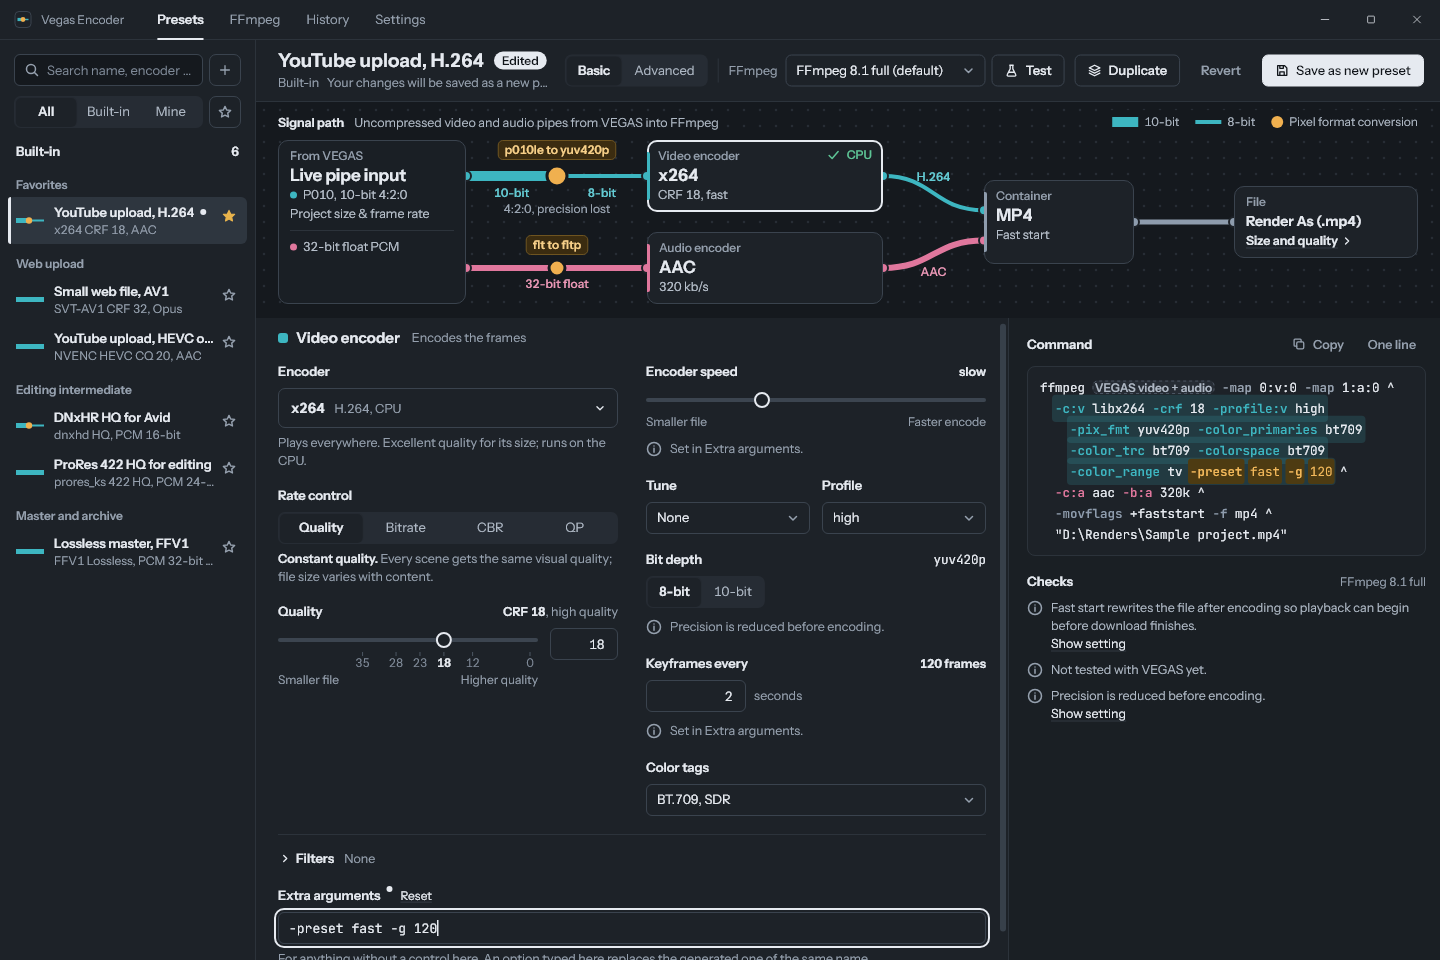 Vegas Encoder
Presets
FFmpeg
History
Settings
Search name, encoder ...
All
Built-in
Mine
Built-in
6
Favorites
YouTube upload, H.264
x264 CRF 18, AAC
Web upload
Small web file, AV1
SVT-AV1 CRF 32, Opus
YouTube upload, HEVC o...
NVENC HEVC CQ 20, AAC
Editing intermediate
DNxHR HQ for Avid
dnxhd HQ, PCM 16-bit
ProRes 422 HQ for editing
prores_ks 422 HQ, PCM 24-...
Master and archive
Lossless master, FFV1
FFV1 Lossless, PCM 32-bit ...
YouTube upload, H.264
Edited
Built-in Your changes will be saved as a new p...
Basic
Advanced
FFmpeg
FFmpeg 8.1 full (default)
Test
Duplicate
Revert
Save as new preset
Signal path Uncompressed video and audio pipes from VEGAS into FFmpeg
10-bit
8-bit
Pixel format conversion
From VEGAS
Live pipe input
P010, 10-bit 4:2:0
Project size & frame rate
32-bit float PCM
p010le to yuv420p
10-bit
8-bit
4:2:0, precision lost
flt to fltp
32-bit float
Video encoder
CPU
x264
CRF 18, fast
Audio encoder
AAC
320 kb/s
H.264
AAC
Container
MP4
Fast start
File
Render As (.mp4)
Size and quality
Video encoder Encodes the frames
Encoder
x264 H.264, CPU
Plays everywhere. Excellent quality for its size; runs on the
CPU.
Rate control
Quality
Bitrate
CBR
QP
Constant quality. Every scene gets the same visual quality;
file size varies with content.
Quality
CRF 18, high quality
18
35 28 23 18 12 0
Smaller file
Higher quality
Encoder speed
slow
Smaller file
Faster encode
Set in Extra arguments.
Tune
Profile
None
high
Bit depth
yuv420p
8-bit
10-bit
Precision is reduced before encoding.
Keyframes every
120 frames
2
seconds
Set in Extra arguments.
Color tags
BT.709, SDR
Filters None
Extra arguments
Reset
-preset fast -g 120
For anything without a control here. An option typed here replaces the generated one of the same name.
Command
Copy
One line
ffmpeg VEGAS video + audio -map 0:v:0 -map 1:a:0 ^
-c:v libx264 -crf 18 -profile:v high
-pix_fmt yuv420p -color_primaries bt709
-color_trc bt709 -colorspace bt709
-color_range tv -preset fast -g 120 ^
-c:a aac -b:a 320k ^
-movflags +faststart -f mp4 ^
"D:\Renders\Sample project.mp4"
Checks
FFmpeg 8.1 full
Fast start rewrites the file after encoding so playback can begin
before download finishes.
Show setting
Not tested with VEGAS yet.
Precision is reduced before encoding.
Show setting